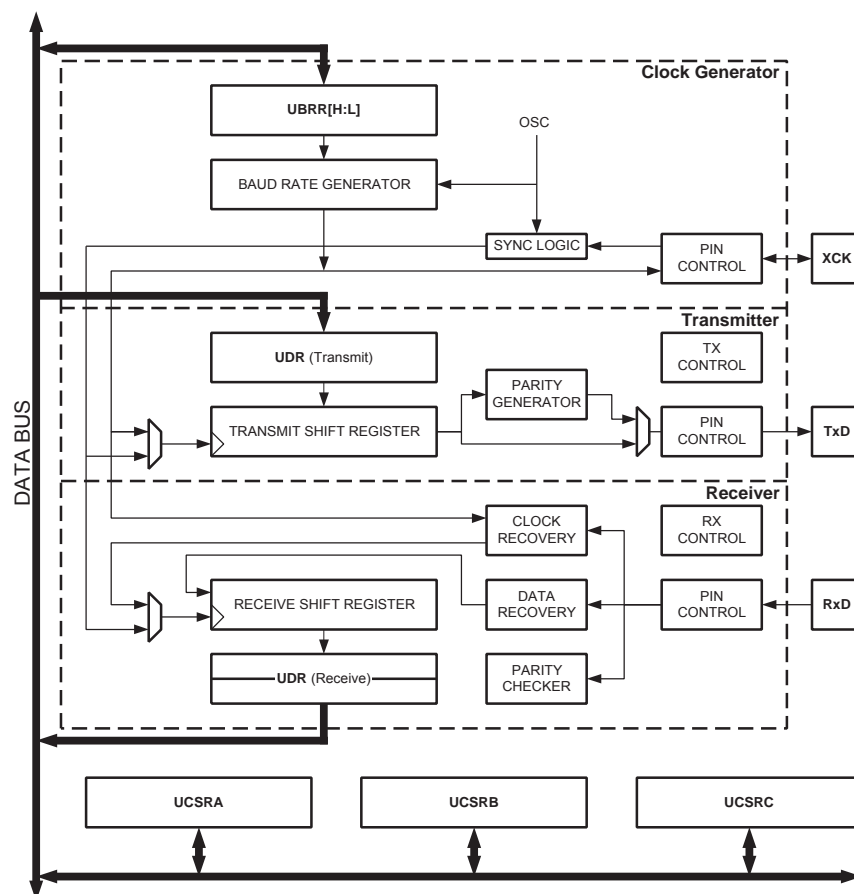 Clock Generator
UBRR[H:L]
OSC
BAUD RATE GENERATOR
SYNC LOGIC
PIN
CONTROL
XCK
Transmitter
UDR (Transmit)
TX
CONTROL
PARITY
GENERATOR
TRANSMIT SHIFT REGISTER
PIN
CONTROL
TxD
DATA BUS
Receiver
CLOCK
RECOVERY
RX
CONTROL
RECEIVE SHIFT REGISTER
DATA
RECOVERY
PIN
CONTROL
RxD
UDR (Receive)
PARITY
CHECKER
UCSRA
UCSRB
UCSRC